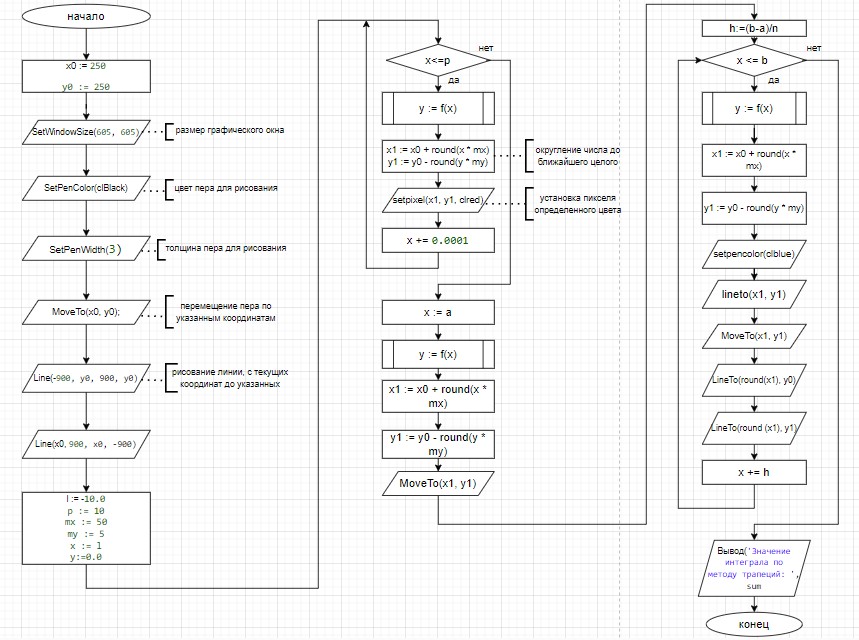 начало
x0 := 250
y0 := 250
SetWindowSize(605, 605)
размер графического окна
SetPenColor(clBlack)
цвет пера для рисования
SetPenWidth(3)
толщина пера для рисования
MoveTo(x0, y0);
перемещение пера по
указанным координатам
Line(-900, y0, 900, y0)
рисование линии, с текущих
координат до указанных
Line(x0, 900, x0, -900)
l := -10.0
p := 10
mx := 50
my := 5
x := l
y:=0.0
x<=p
нет
да
y := f(x)
x1 := x0 + round(x * mx)
y1 := y0 - round(y * my)
округление числа до
ближайшего целого
setpixel(x1, y1, clred)
установка пикселя
определенного цвета
x += 0.0001
x := a
y := f(x)
x1 := x0 + round(x *
mx)
y1 := y0 - round(y *
my)
MoveTo(x1, y1)
h:=(b-a)/n
x <= b
нет
да
y := f(x)
x1 := x0 + round(x *
mx)
y1 := y0 - round(y * my)
setpencolor(clblue)
lineto(x1, y1)
MoveTo(x1, y1)
LineTo(round(x1), y0)
LineTo(round (x1), y1)
x += h
Вывод('Значение
интеграла по
методу трапеций: ',
sum
конец